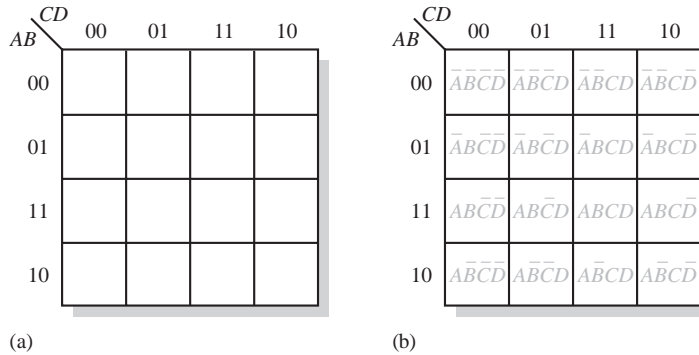 CD CD
AB 00 01 11 10 AB 00 01 11 10
00 00 A̅B̅C̅D̅ A̅B̅C̅D A̅B̅CD A̅B̅CD̅
01 01 A̅BC̅D̅ A̅BC̅D A̅BCD A̅BCD̅
11 11 ABC̅D̅ ABC̅D ABCD ABCD̅
10 10 AB̅C̅D̅ AB̅C̅D AB̅CD AB̅CD̅
(a) (b)